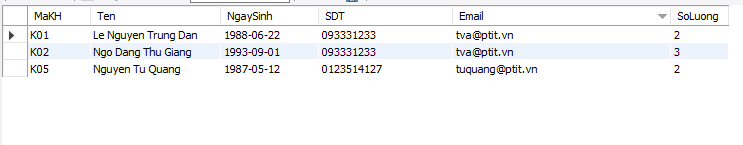 MaKH Ten NgaySinh SDT Email SoLuong
K01 Le Nguyen Trung Dan 1988-06-22 093331233 tva@ptit.vn 2
K02 Ngo Dang Thu Giang 1993-09-01 093331233 tva@ptit.vn 3
K05 Nguyen Tu Quang 1987-05-12 0123514127 tuquang@ptit.vn 2